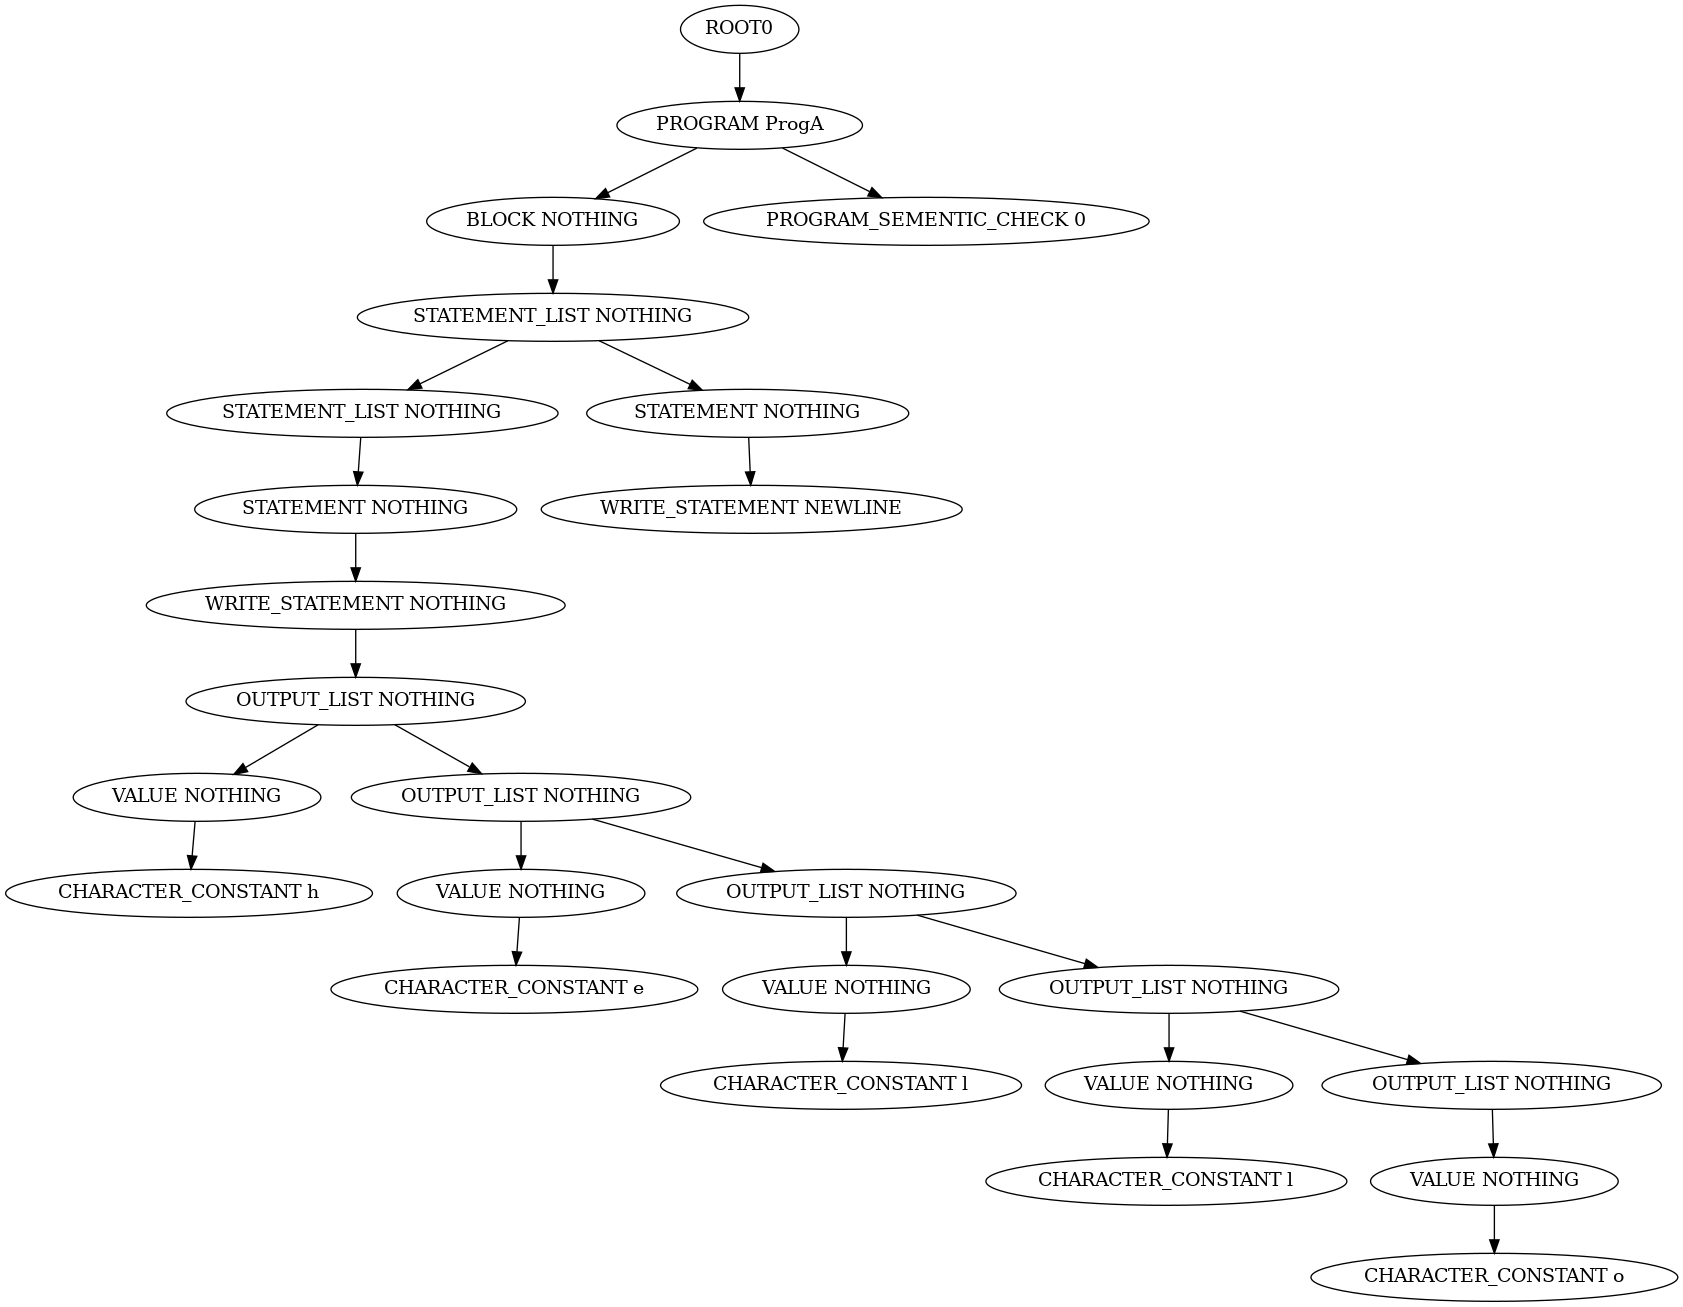 ROOT0
PROGRAM ProgA
BLOCK NOTHING
PROGRAM_SEMENTIC_CHECK 0
STATEMENT_LIST NOTHING
STATEMENT_LIST NOTHING
STATEMENT NOTHING
STATEMENT NOTHING
WRITE_STATEMENT NEWLINE
WRITE_STATEMENT NOTHING
OUTPUT_LIST NOTHING
VALUE NOTHING
OUTPUT_LIST NOTHING
CHARACTER_CONSTANT h
VALUE NOTHING
OUTPUT_LIST NOTHING
CHARACTER_CONSTANT e
VALUE NOTHING
OUTPUT_LIST NOTHING
CHARACTER_CONSTANT l
VALUE NOTHING
OUTPUT_LIST NOTHING
CHARACTER_CONSTANT l
VALUE NOTHING
CHARACTER_CONSTANT o